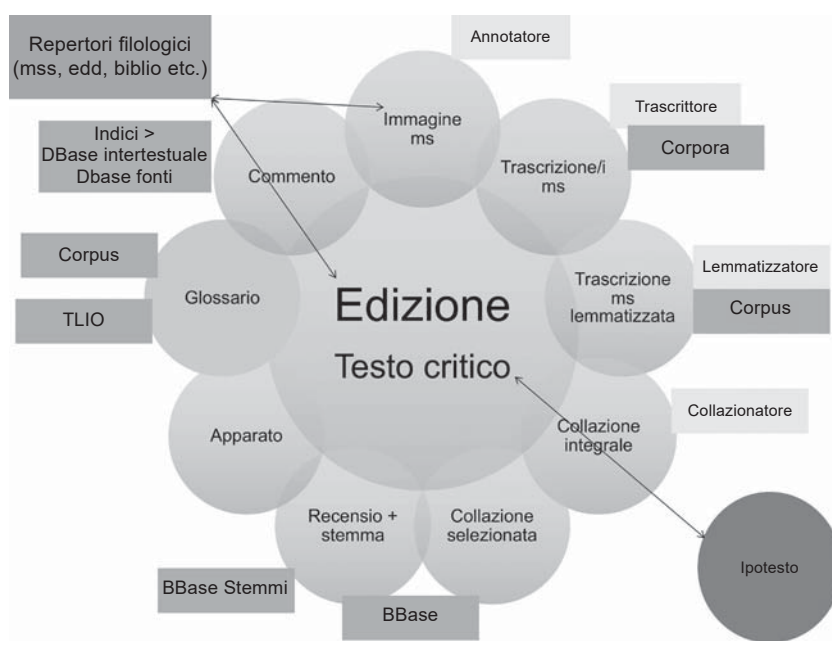 Repertori filologici
(mss, edd, biblio etc.)
Annotatore
Immagine
ms
Trascrittore
Corpora
Trascrizione/i
ms
Indici >
DBase intertestuale
Dbase fonti
Commento
Corpus
TLIO
Glossario
Edizione
Testo critico
Trascrizione
ms
lemmatizzata
Lemmatizzatore
Corpus
Collazionatore
Collazione
integrale
Apparato
Recensio +
stemma
Collazione
selezionata
Ipotesto
BBase Stemmi
BBase